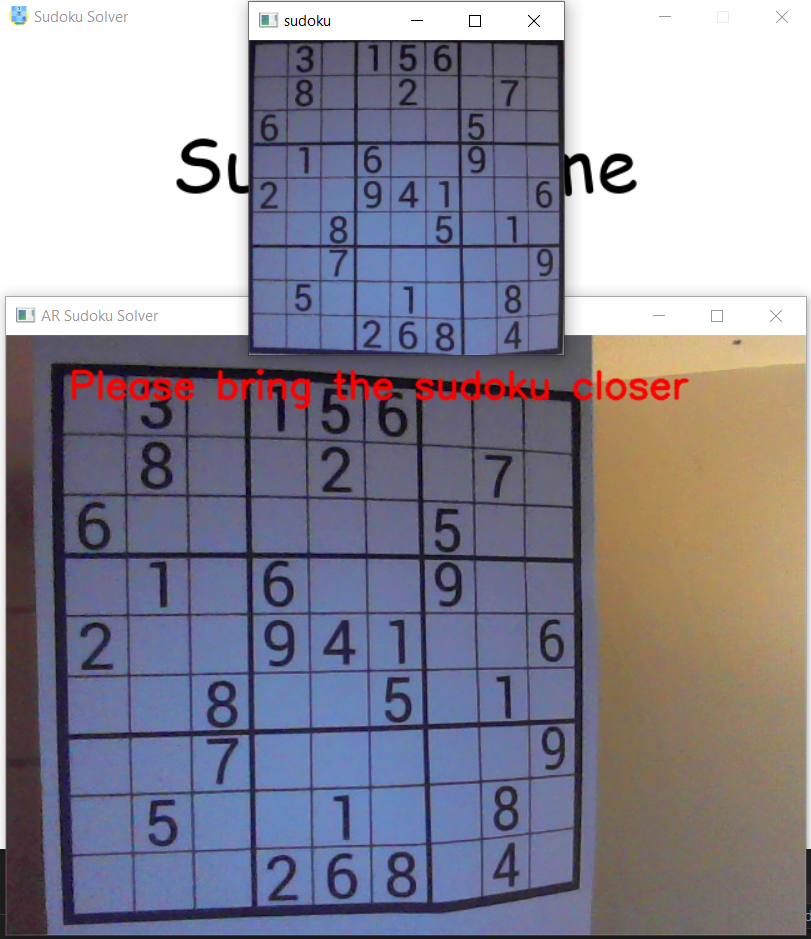 Sudoku Solver
sudoku
3 1 5 6
8 2 7
6 5
1 6 9
2 9 4 1 6
8 5 1
7 9
5 1 8
2 6 8 4
Su
me
AR Sudoku Solver
Please bring the sudoku closer
3 1 5 6
8 2 7
6 5
1 6 9
2 9 4 1 6
8 5 1
7 9
5 1 8
2 6 8 4